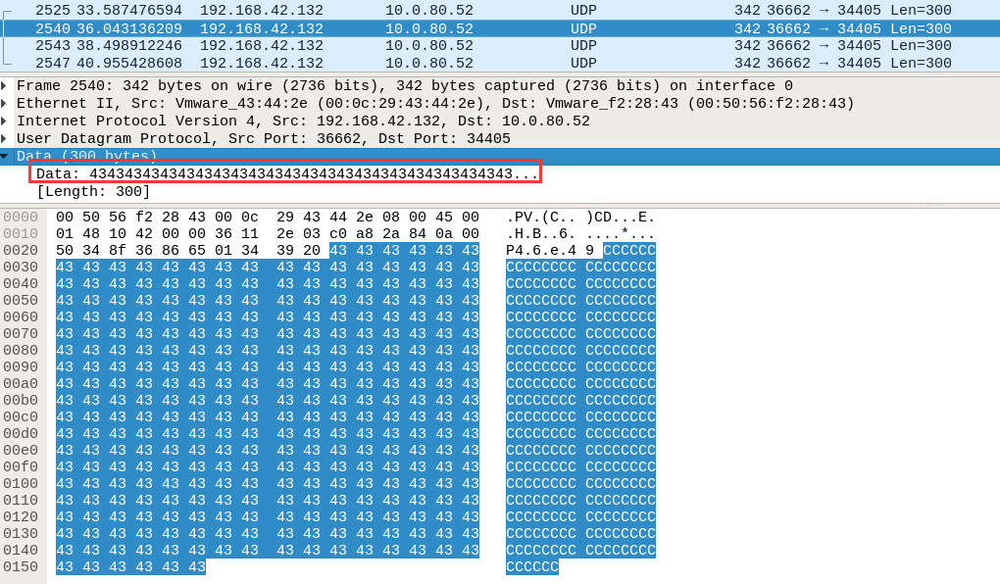 2525 33.587476594 192.168.42.132 10.0.80.52 UDP 342 36662 → 34405 Len=300
2540 36.043136209 192.168.42.132 10.0.80.52 UDP 342 36662 → 34405 Len=300
2543 38.498912246 192.168.42.132 10.0.80.52 UDP 342 36662 → 34405 Len=300
2547 40.955428608 192.168.42.132 10.0.80.52 UDP 342 36662 → 34405 Len=300
Frame 2540: 342 bytes on wire (2736 bits), 342 bytes captured (2736 bits) on interface 0
Ethernet II, Src: Vmware_43:44:2e (00:0c:29:43:44:2e), Dst: Vmware_f2:28:43 (00:50:56:f2:28:43)
Internet Protocol Version 4, Src: 192.168.42.132, Dst: 10.0.80.52
User Datagram Protocol, Src Port: 36662, Dst Port: 34405
Data (300 bytes)
Data: 434343434343434343434343434343434343434343434343...
[Length: 300]
0000 00 50 56 f2 28 43 00 0c 29 43 44 2e 08 00 45 00 .PV.(C.. )CD...E.
0010 01 48 10 42 00 00 36 11 2e 03 c0 a8 2a 84 0a 00 .H.B..6. ....*...
0020 50 34 8f 36 86 65 01 34 39 20 43 43 43 43 43 43 P4.6.e.4 9 CCCCCC
0030 43 43 43 43 43 43 43 43 43 43 43 43 43 43 43 43 CCCCCCCC CCCCCCCC
0040 43 43 43 43 43 43 43 43 43 43 43 43 43 43 43 43 CCCCCCCC CCCCCCCC
0050 43 43 43 43 43 43 43 43 43 43 43 43 43 43 43 43 CCCCCCCC CCCCCCCC
0060 43 43 43 43 43 43 43 43 43 43 43 43 43 43 43 43 CCCCCCCC CCCCCCCC
0070 43 43 43 43 43 43 43 43 43 43 43 43 43 43 43 43 CCCCCCCC CCCCCCCC
0080 43 43 43 43 43 43 43 43 43 43 43 43 43 43 43 43 CCCCCCCC CCCCCCCC
0090 43 43 43 43 43 43 43 43 43 43 43 43 43 43 43 43 CCCCCCCC CCCCCCCC
00a0 43 43 43 43 43 43 43 43 43 43 43 43 43 43 43 43 CCCCCCCC CCCCCCCC
00b0 43 43 43 43 43 43 43 43 43 43 43 43 43 43 43 43 CCCCCCCC CCCCCCCC
00c0 43 43 43 43 43 43 43 43 43 43 43 43 43 43 43 43 CCCCCCCC CCCCCCCC
00d0 43 43 43 43 43 43 43 43 43 43 43 43 43 43 43 43 CCCCCCCC CCCCCCCC
00e0 43 43 43 43 43 43 43 43 43 43 43 43 43 43 43 43 CCCCCCCC CCCCCCCC
00f0 43 43 43 43 43 43 43 43 43 43 43 43 43 43 43 43 CCCCCCCC CCCCCCCC
0100 43 43 43 43 43 43 43 43 43 43 43 43 43 43 43 43 CCCCCCCC CCCCCCCC
0110 43 43 43 43 43 43 43 43 43 43 43 43 43 43 43 43 CCCCCCCC CCCCCCCC
0120 43 43 43 43 43 43 43 43 43 43 43 43 43 43 43 43 CCCCCCCC CCCCCCCC
0130 43 43 43 43 43 43 43 43 43 43 43 43 43 43 43 43 CCCCCCCC CCCCCCCC
0140 43 43 43 43 43 43 43 43 43 43 43 43 43 43 43 43 CCCCCCCC CCCCCCCC
0150 43 43 43 43 43 43 CCCCCC